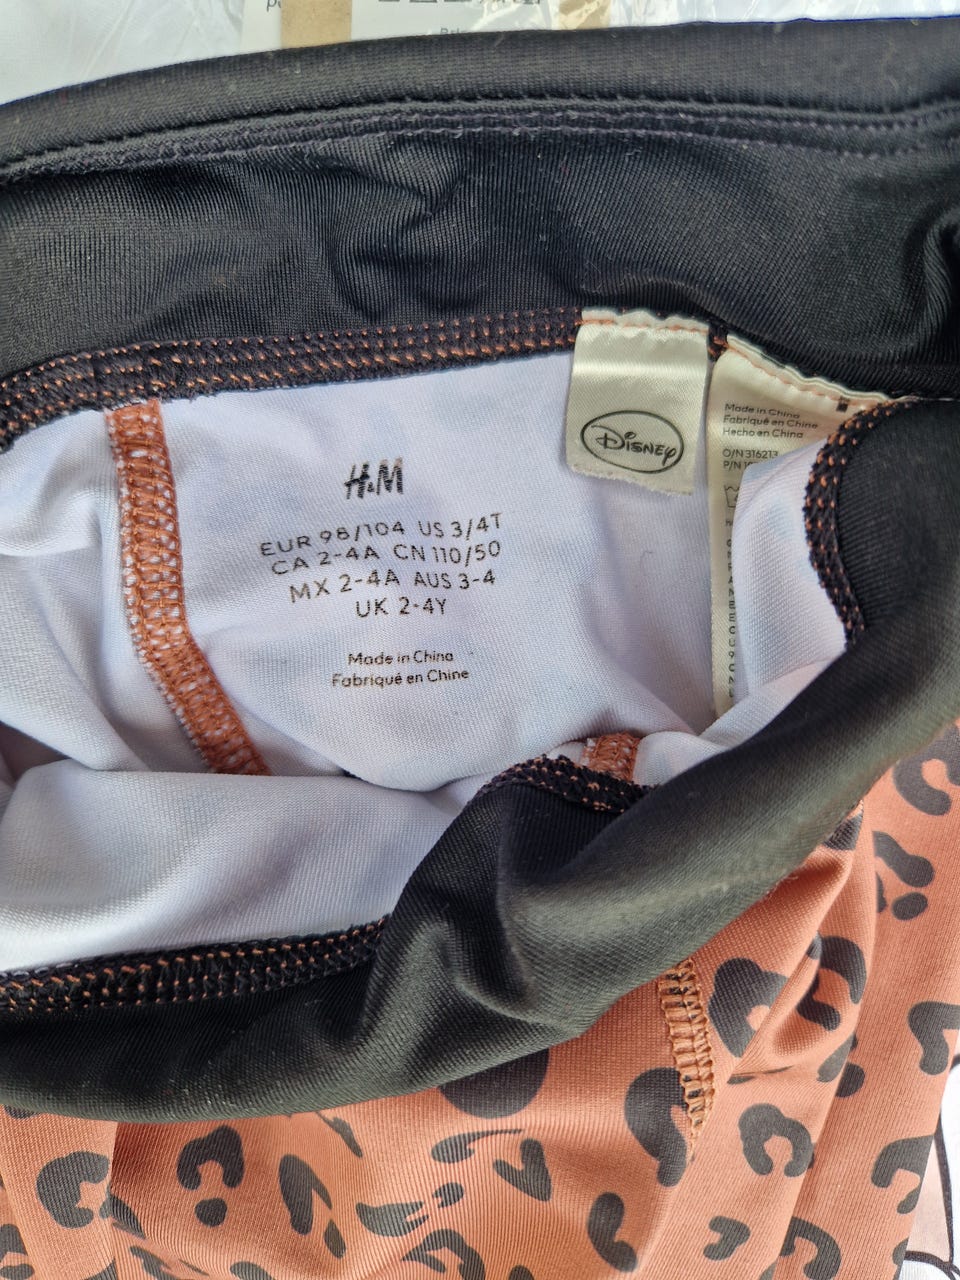 H&M
EUR 98/104 US 3/4T
CA 2-4A CN 110/50
MX 2-4A AUS 3-4
UK 2-4Y
Made in China
Fabriqué en Chine
Disney
Made in China
Fabriqué en Chine
Hecho en China
O/N 316213
P/N